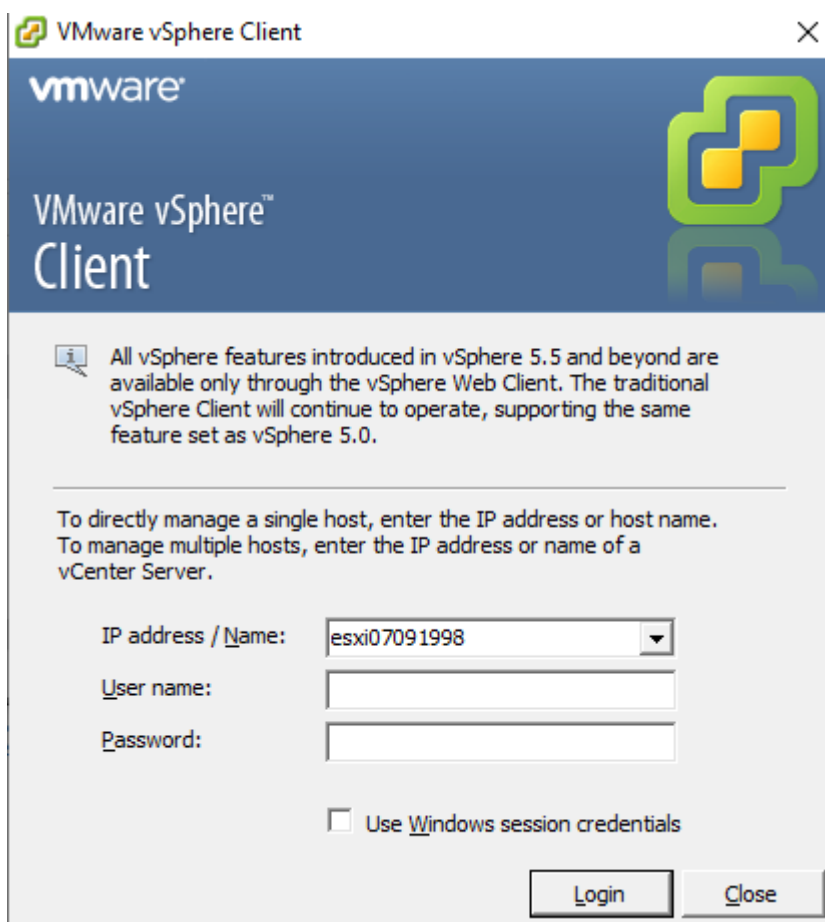 VMware vSphere Client
vmware
VMware vSphere™
Client
All vSphere features introduced in vSphere 5.5 and beyond are
available only through the vSphere Web Client. The traditional
vSphere Client will continue to operate, supporting the same
feature set as vSphere 5.0.
To directly manage a single host, enter the IP address or host name.
To manage multiple hosts, enter the IP address or name of a
vCenter Server.
IP address / Name: esxi07091998
User name:
Password:
Use Windows session credentials
Login Close